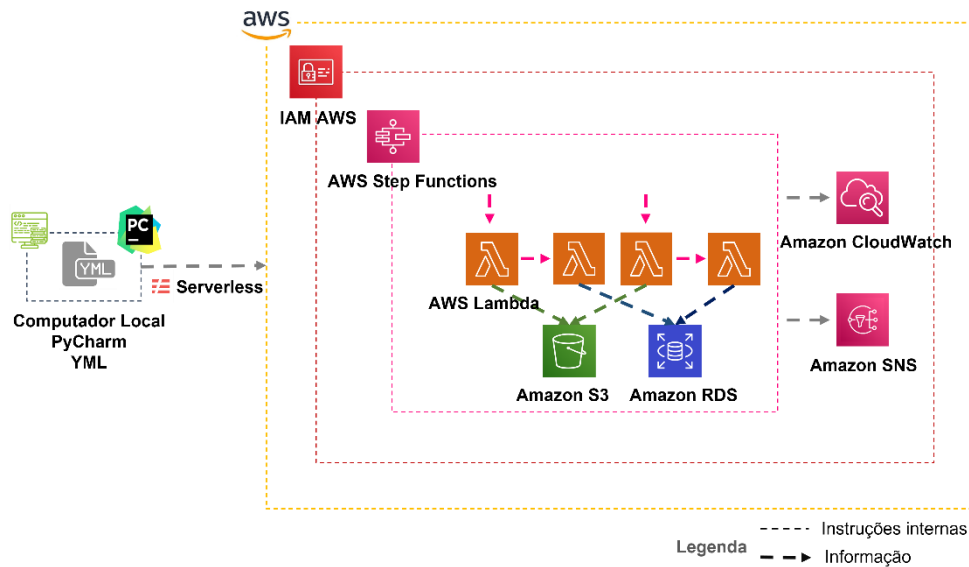 aws
IAM AWS
AWS Step Functions
PC
YML
Serverless
Computador Local
PyCharm
YML
AWS Lambda
Amazon S3
Amazon RDS
Amazon CloudWatch
Amazon SNS
Legenda
Instruções internas
Informação